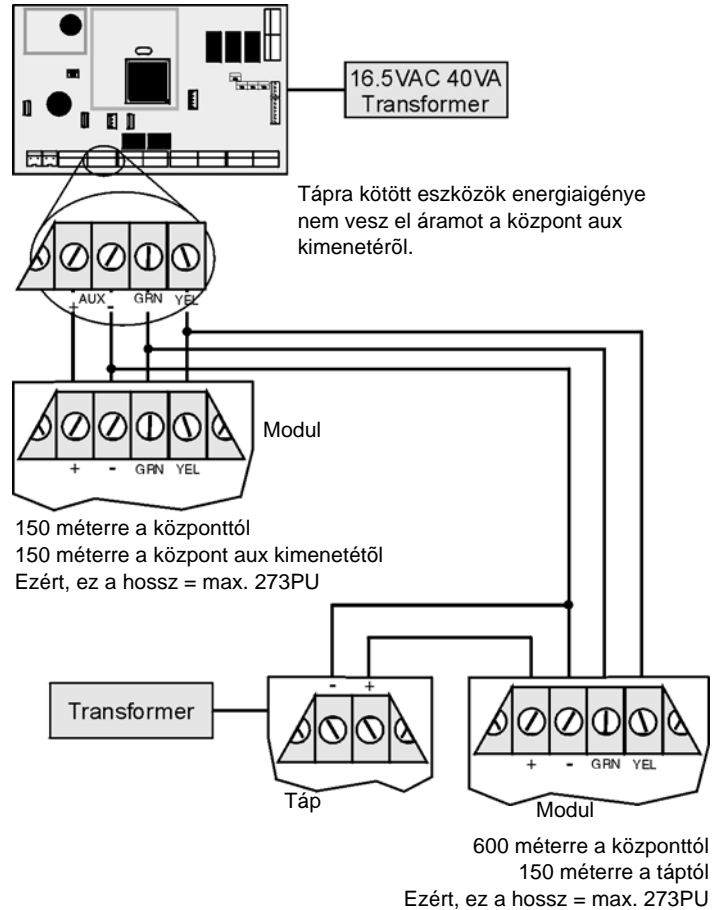 16.5VAC 40VA
Transformer
Tápra kötött eszközök energiaigénye
nem vesz el áramot a központ aux
kimenetérõl.
+ AUX - GRN YEL
Modul
+ - GRN YEL
150 méterre a központtól
150 méterre a központ aux kimenetétõl
Ezért, ez a hossz = max. 273PU
Transformer
- +
Táp
+ - GRN YEL
Modul
600 méterre a központtól
150 méterre a táptól
Ezért, ez a hossz = max. 273PU